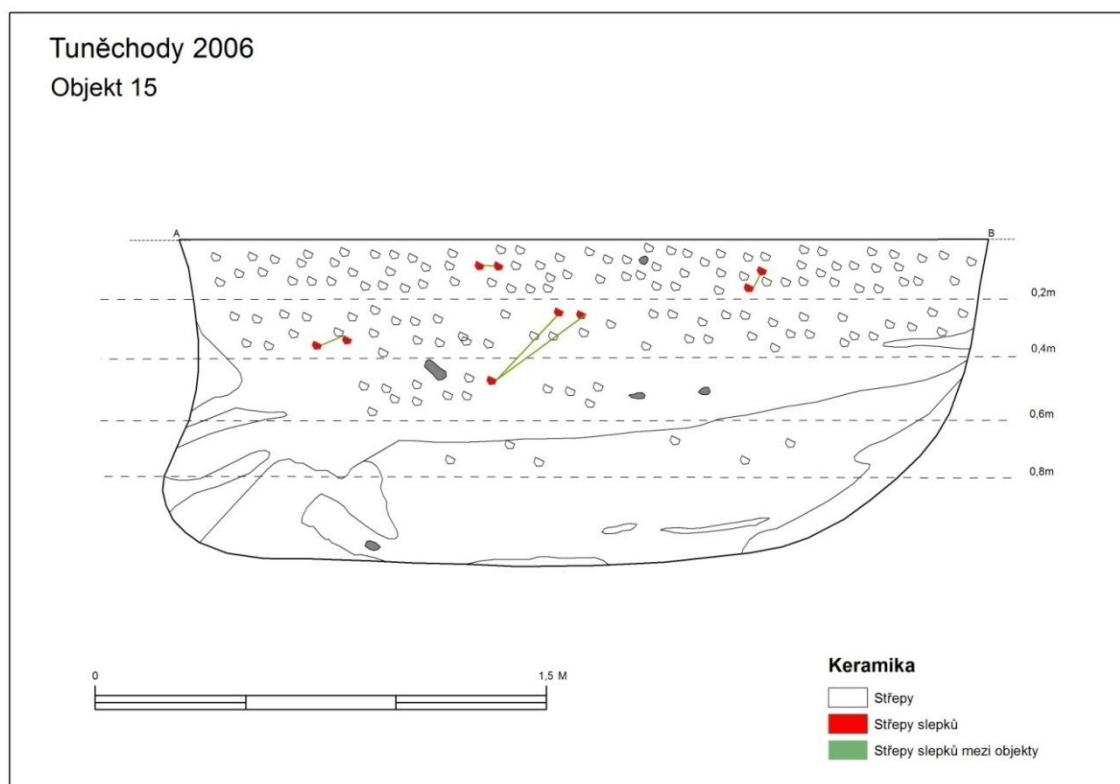 Tuněchody 2006
Objekt 15
A
B
0,2m
0,4m
0,6m
0,8m
0
1,5 M
Keramika
Střepy
Střepy slepků
Střepy slepků mezi objekty